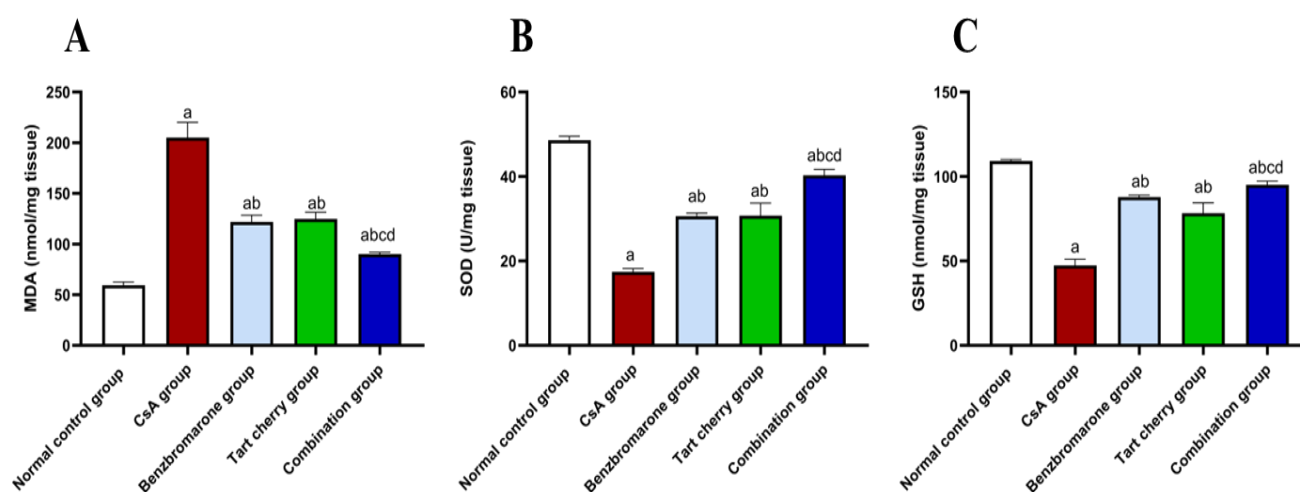 A
MDA (nmol/mg tissue)
250
200
150
100
50
0
a
ab
ab
abcd
Normal control group
CsA group
Benzbromarone group
Tart cherry group
Combination group
B
SOD (U/mg tissue)
60
40
20
0
a
ab
ab
abcd
Normal control group
CsA group
Benzbromarone group
Tart cherry group
Combination group
C
GSH (nmol/mg tissue)
150
100
50
0
a
ab
ab
abcd
Normal control group
CsA group
Benzbromarone group
Tart cherry group
Combination group